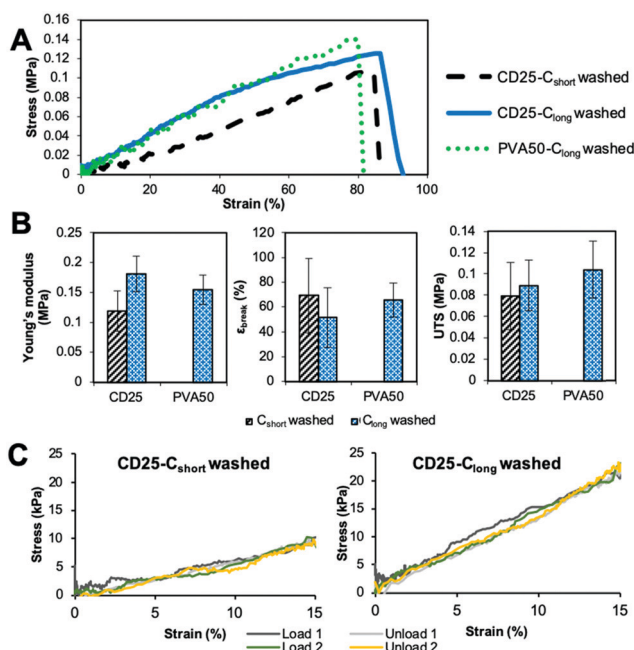 A
Stress (MPa)
0.16
0.14
0.12
0.1
0.08
0.06
0.04
0.02
0
0 20 40 60 80 100
Strain (%)
CD25-Cshort washed
CD25-Clong washed
PVA50-Clong washed
B
Young's modulus
(MPa)
0.25
0.2
0.15
0.1
0.05
0
CD25 PVA50
εbreak
(%)
120
100
80
60
40
20
0
CD25 PVA50
UTS (MPa)
0.14
0.12
0.1
0.08
0.06
0.04
0.02
0
CD25 PVA50
Cshort washed Clong washed
C
CD25-Cshort washed
Stress (kPa)
25
20
15
10
5
0
0 5 10 15
Strain (%)
CD25-Clong washed
Stress (kPa)
25
20
15
10
5
0
0 5 10 15
Strain (%)
Load 1 Unload 1
Load 2 Unload 2